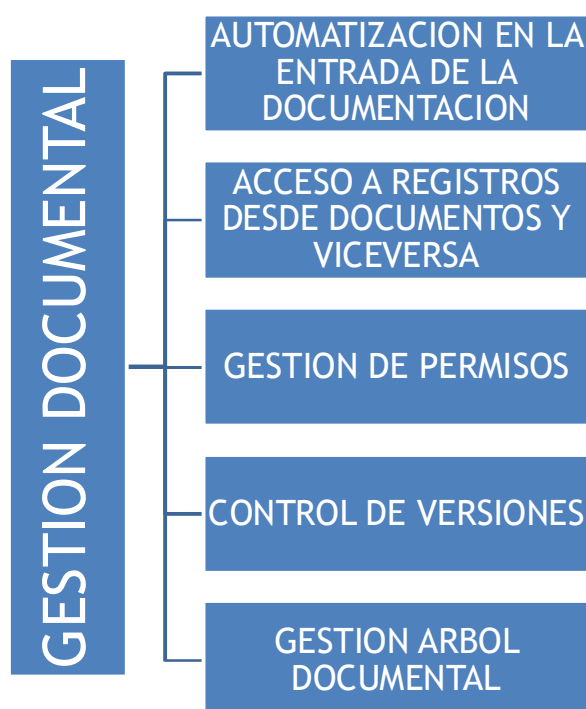 GESTION DOCUMENTAL
AUTOMATIZACION EN LA
ENTRADA DE LA
DOCUMENTACION
ACCESO A REGISTROS
DESDE DOCUMENTOS Y
VICEVERSA
GESTION DE PERMISOS
CONTROL DE VERSIONES
GESTION ARBOL
DOCUMENTAL